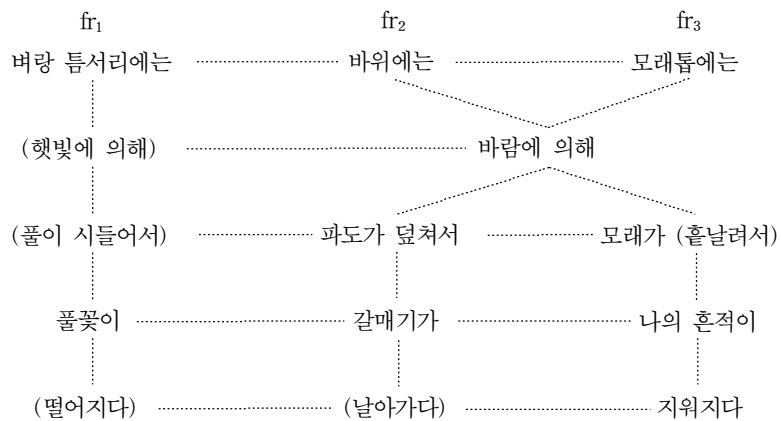 fr₁ fr₂ fr₃
벼랑 틈서리에는 바위에는 모래톱에는
(햇빛에 의해) 바람에 의해
(풀이 시들어서) 파도가 덮쳐서 모래가 (흩날려서)
풀꽃이 갈매기가 나의 흔적이
(떨어지다) (날아가다) 지워지다